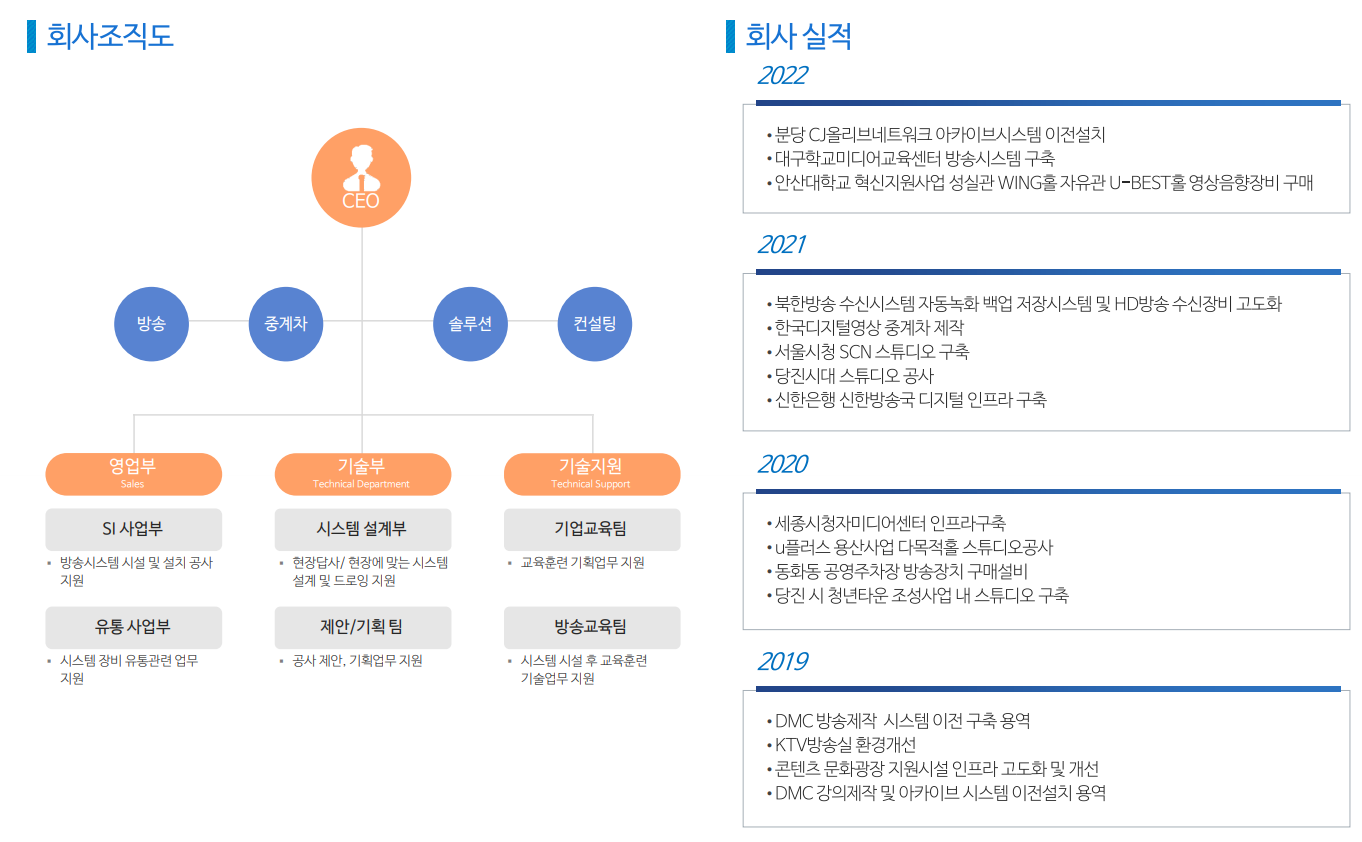 회사조직도
CEO
방송
중계차
솔루션
컨설팅
영업부
Sales
SI 사업부
• 방송시스템 시설 및 설치 공사
지원
유통 사업부
• 시스템 장비 유통관련 업무
지원
기술부
Technical Department
시스템 설계부
• 현장답사/ 현장에 맞는 시스템
설계 및 드로잉 지원
제안/기획 팀
• 공사 제안, 기획업무 지원
기술지원
Technical Support
기업교육팀
• 교육훈련 기획업무 지원
방송교육팀
• 시스템 시설 후 교육훈련
기술업무 지원
회사 실적
2022
• 분당 CJ올리브네트워크 아카이브시스템 이전설치
• 대구학교미디어교육센터 방송시스템 구축
• 안산대학교 혁신지원사업 성실관 WING홀 자유관 U-BEST홀 영상음향장비 구매
2021
• 북한방송 수신시스템 자동녹화 백업 저장시스템 및 HD방송 수신장비 고도화
• 한국디지털영상 중계차 제작
• 서울시청 SCN 스튜디오 구축
• 당진시대 스튜디오 공사
• 신한은행 신한방송국 디지털 인프라 구축
2020
• 세종시청자미디어센터 인프라구축
• u플러스 용산사업 다목적홀 스튜디오공사
• 동화동 공영주차장 방송장치 구매설비
• 당진 시 청년타운 조성사업 내 스튜디오 구축
2019
• DMC 방송제작 시스템 이전 구축 용역
• KTV방송실 환경개선
• 콘텐츠 문화광장 지원시설 인프라 고도화 및 개선
• DMC 강의제작 및 아카이브 시스템 이전설치 용역